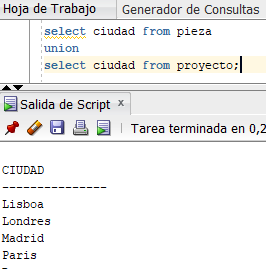 Hoja de Trabajo Generador de Consultas
select ciudad from pieza
union
select ciudad from proyecto;
Salida de Script x
Tarea terminada en 0,2
CIUDAD
---------------
Lisboa
Londres
Madrid
Paris